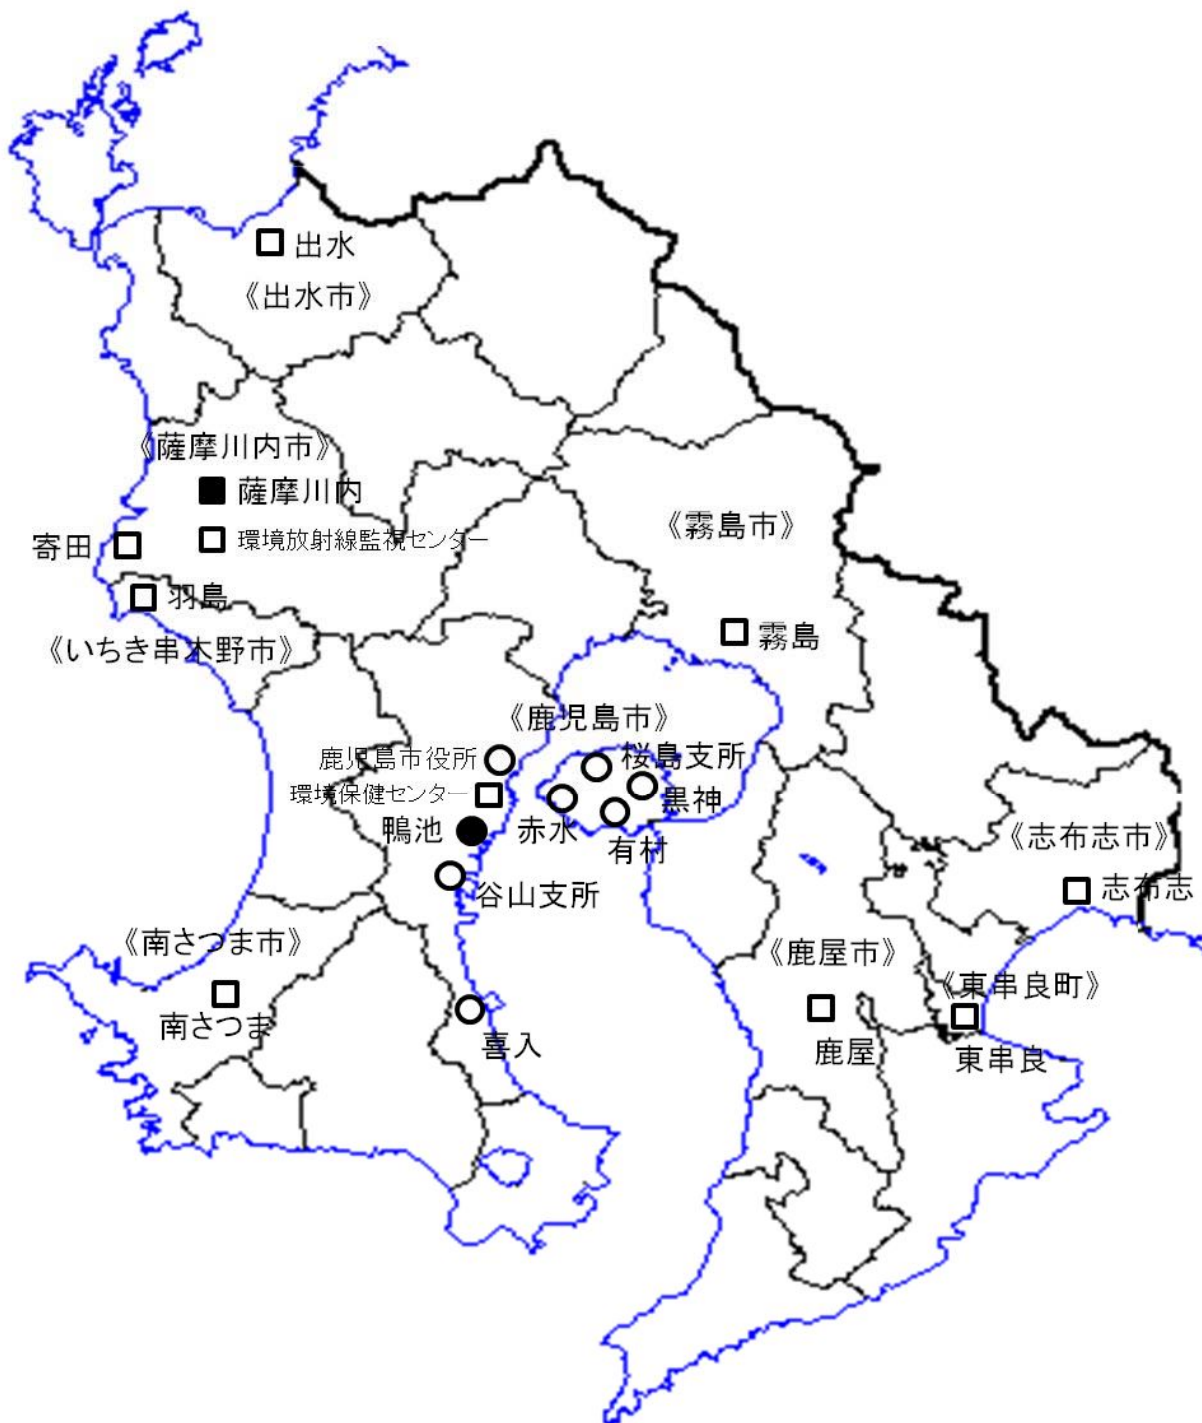 出水
《出水市》
《薩摩川内市》
薩摩川内
《霧島市》
寄田
環境放射線監視センター
羽島
霧島
《いちき串木野市》
《鹿児島市》
鹿児島市役所
桜島支所
環境保健センター
黒神
鴨池
赤水
有村
《志布志市》
谷山支所
志布志
《南さつま市》
《鹿屋市》
《東串良町》
南さつま
喜入
鹿屋
東串良